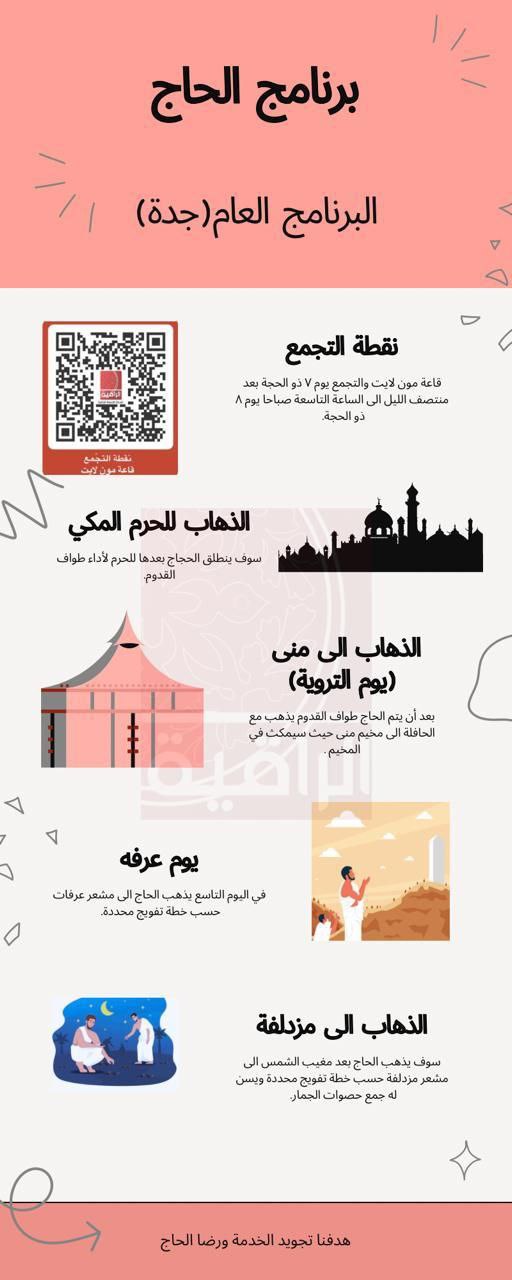 برنامج الحاج
البرنامج العام(جدة)
نقطة التجمع
قاعة مون لايت والتجمع يوم ٧ ذو الحجة بعد
منتصف الليل الى الساعة التاسعة صباحا يوم ٨
ذو الحجة.
الراقية
نقطة التجمع
قاعة مون لايت
الذهاب للحرم المكي
سوف ينطلق الحجاج بعدها للحرم لأداء طواف
القدوم.
الذهاب الى منى
(يوم التروية)
بعد أن يتم الحاج طواف القدوم يذهب مع
الحافلة الى مخيم منى حيث سيمكث في
المخيم .
الراقية
يوم عرفه
في اليوم التاسع يذهب الحاج الى مشعر عرفات
حسب خطة تفويج محددة.
الذهاب الى مزدلفة
سوف يذهب الحاج بعد مغيب الشمس الى
مشعر مزدلفة حسب خطة تفويج محددة ويسن
له جمع حصوات الجمار.
هدفنا تجويد الخدمة ورضا الحاج